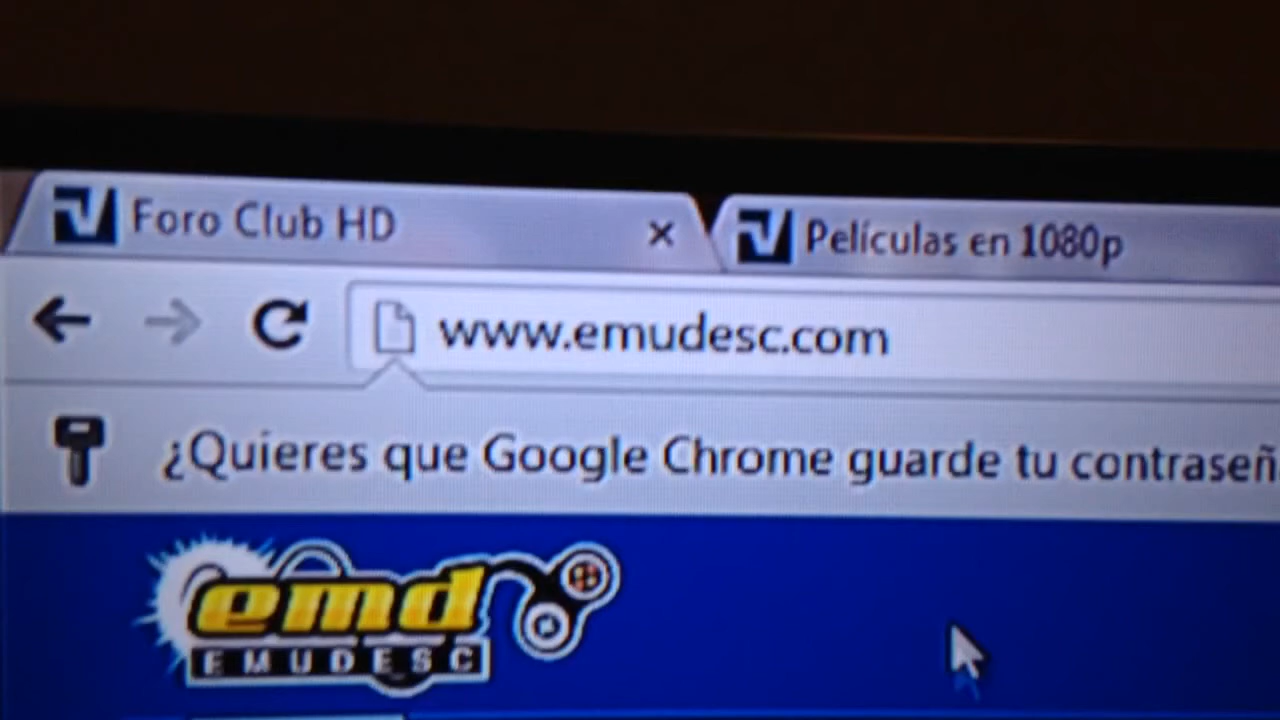 Foro Club HD
Películas en 1080p
www.emudesc.com
¿Quieres que Google Chrome guarde tu contraseñ
emd
EMUDESC